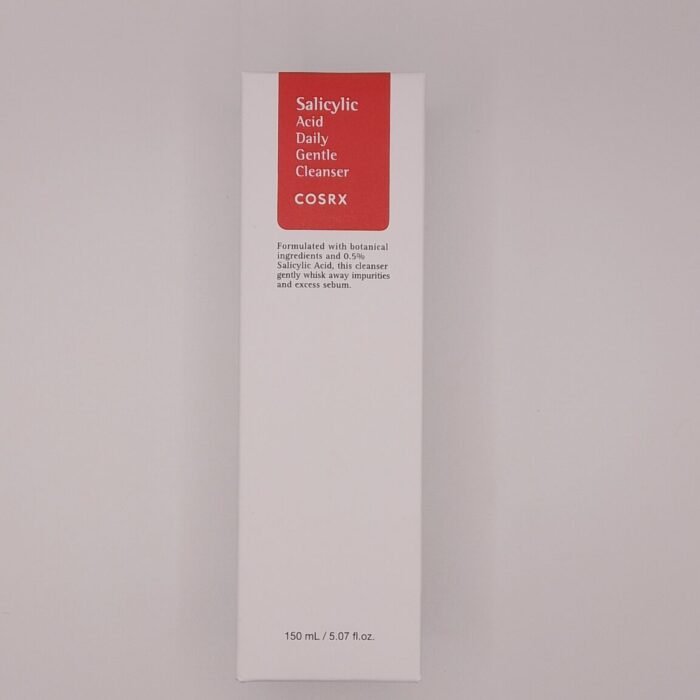 Salicylic
Acid
Daily
Gentle
Cleanser
COSRX
Formulated with botanical
ingredients and 0.5%
Salicylic Acid, this cleanser
gently whisk away impurities
and excess sebum.
150 mL / 5.07 fl.oz.